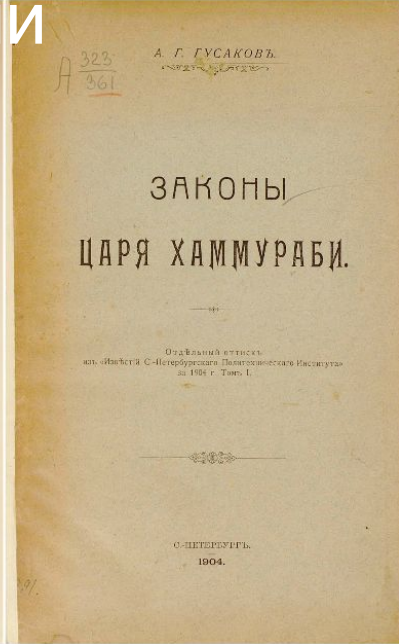 И
А. Г. ГУСАКОВЪ.
А 323
361
ЗАКОНЫ
ЦАРЯ ХАММУРАБИ.
Отдѣльный оттискъ
изъ «Извѣстій С.-Петербургскаго Политехническаго Института»
за 1904 г. Томъ I.
С.-ПЕТЕРБУРГЪ.
1904.